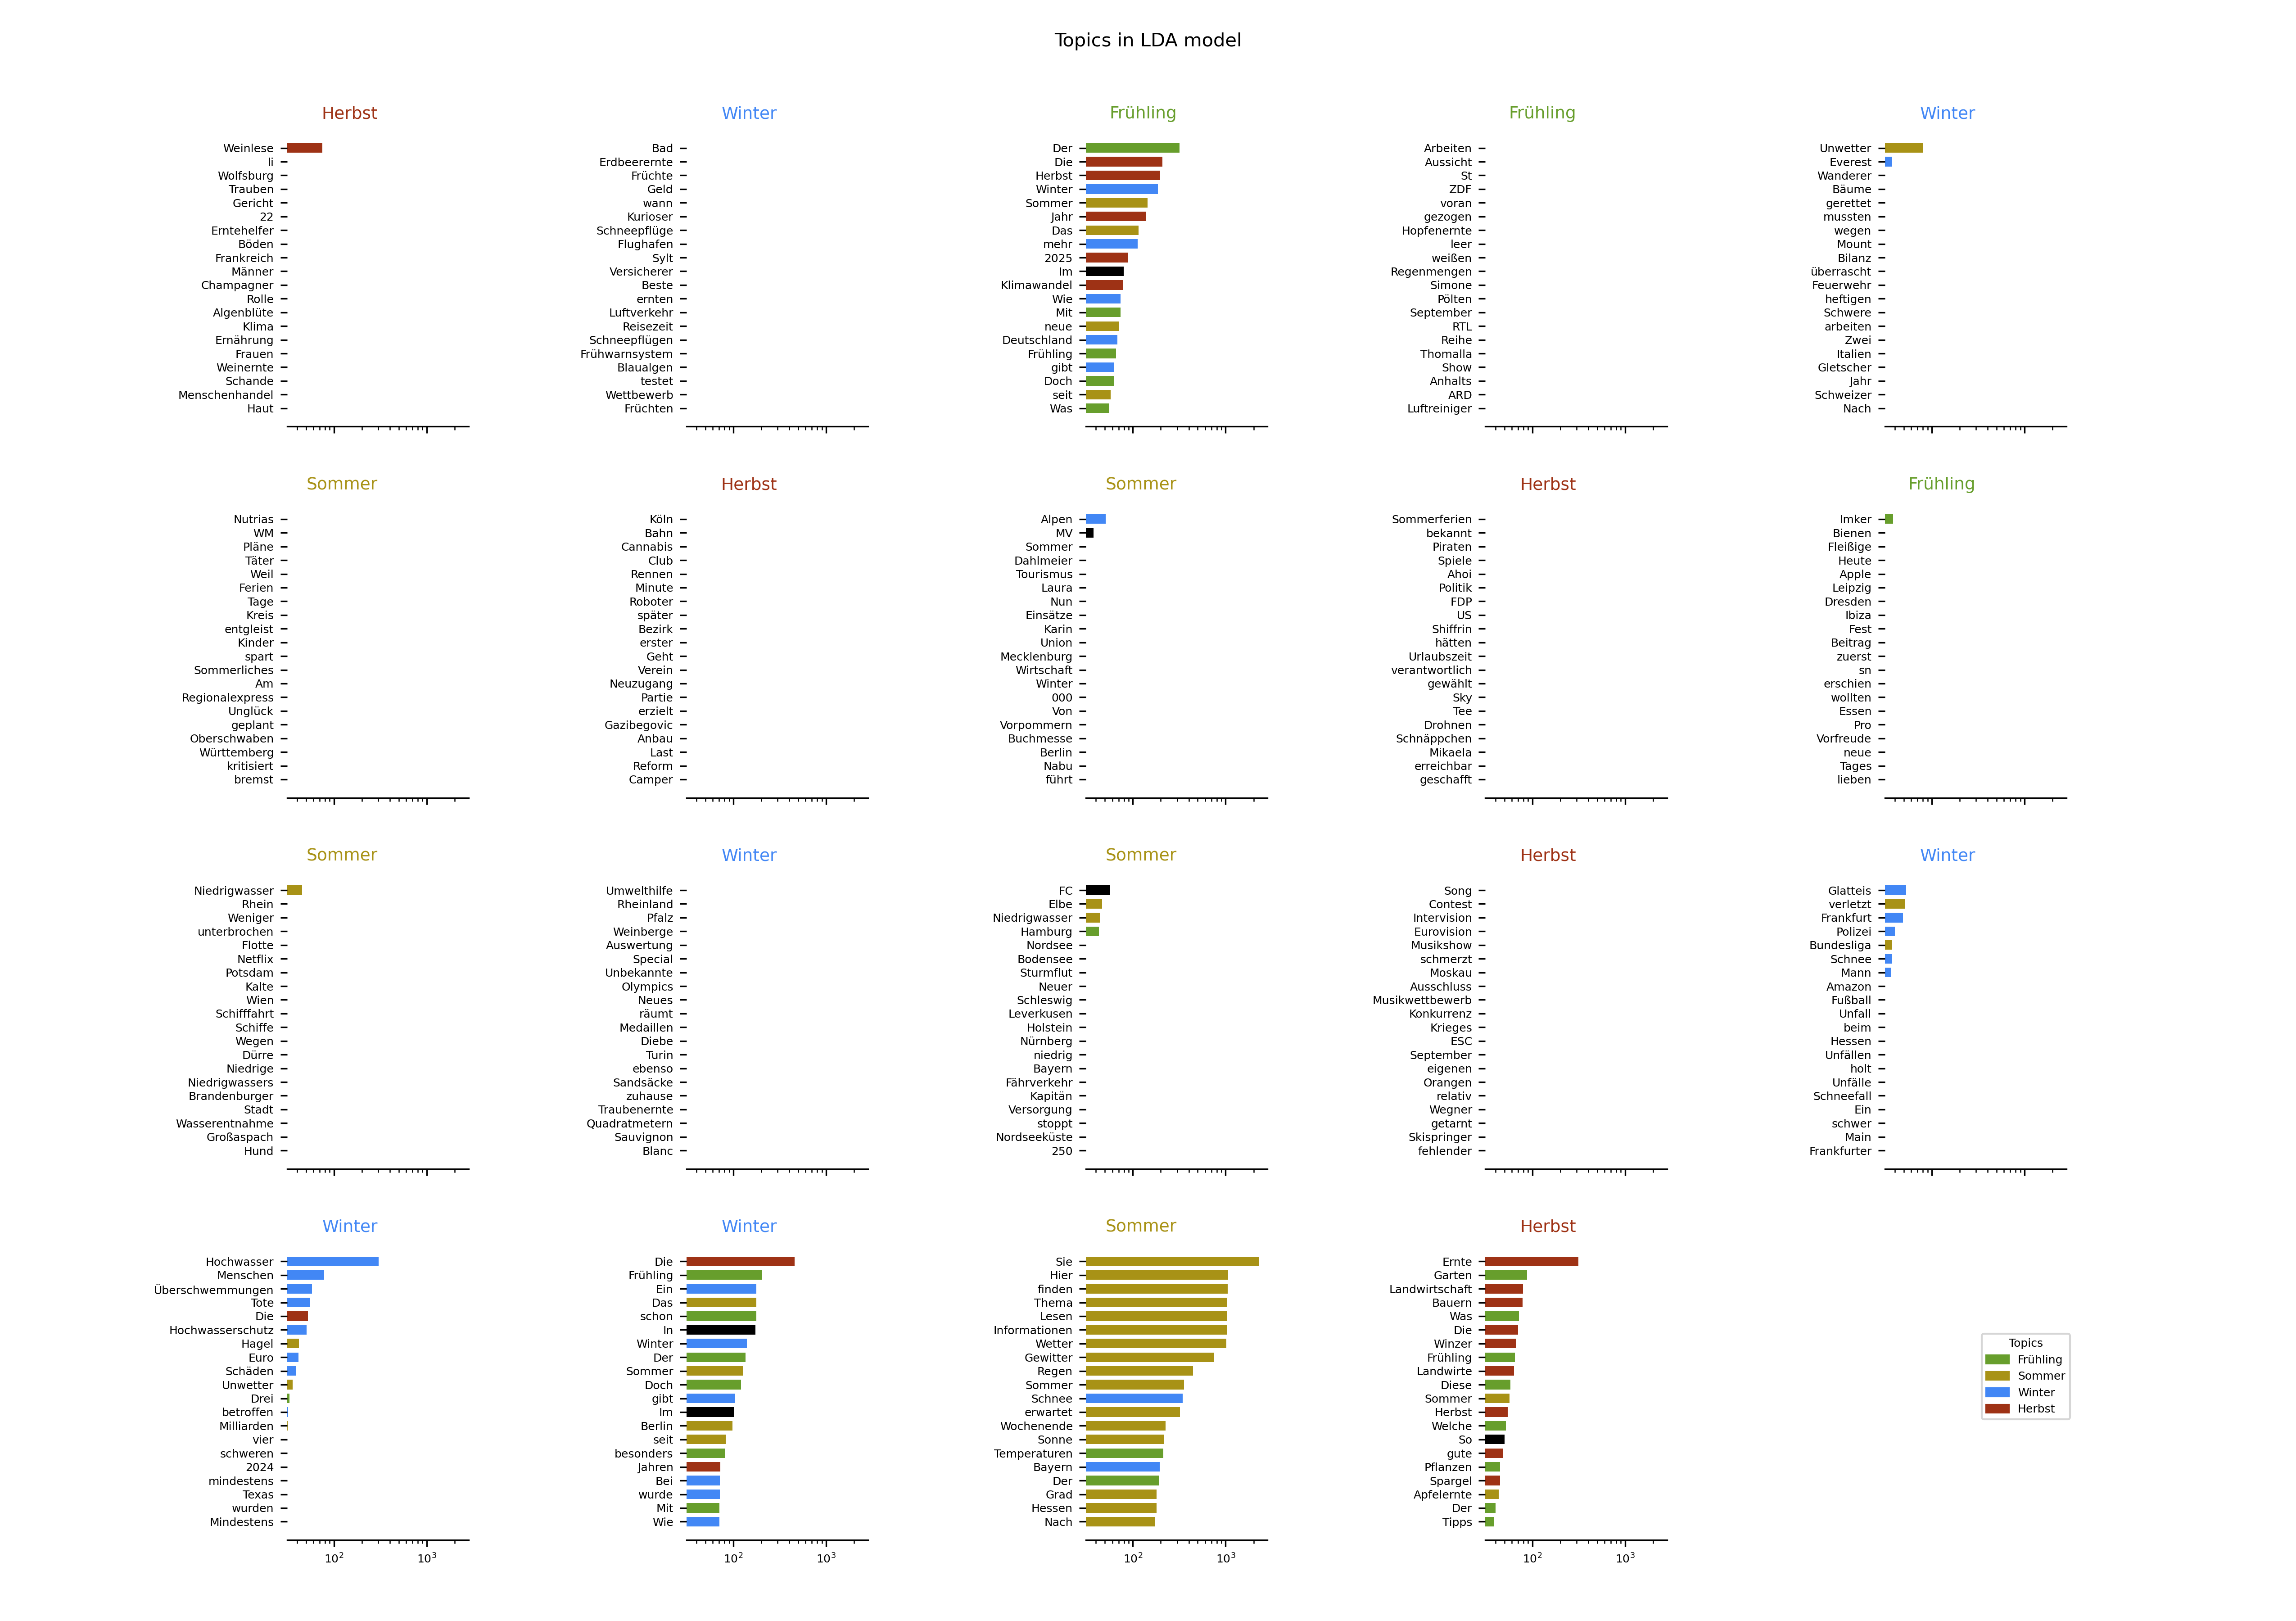 Topics in LDA model
Herbst
Weinlese
li
Wolfsburg
Trauben
Gericht
22
Erntehelfer
Böden
Frankreich
Männer
Champagner
Rolle
Algenblüte
Klima
Ernährung
Frauen
Weinernte
Schande
Menschenhandel
Haut
Winter
Bad
Erdbeerernte
Früchte
Geld
wann
Kurioser
Schneepflüge
Flughafen
Sylt
Versicherer
Beste
ernten
Luftverkehr
Reisezeit
Schneepflügen
Frühwarnsystem
Blaualgen
testet
Wettbewerb
Früchten
Frühling
Der
Die
Herbst
Winter
Sommer
Jahr
Das
mehr
2025
Im
Klimawandel
Wie
Mit
neue
Deutschland
Frühling
gibt
Doch
seit
Was
Frühling
Arbeiten
Aussicht
St
ZDF
voran
gezogen
Hopfenernte
leer
weißen
Regenmengen
Simone
Pölten
September
RTL
Reihe
Thomalla
Show
Anhalts
ARD
Luftreiniger
Winter
Unwetter
Everest
Wanderer
Bäume
gerettet
mussten
wegen
Mount
Bilanz
überrascht
Feuerwehr
heftigen
Schwere
arbeiten
Zwei
Italien
Gletscher
Jahr
Schweizer
Nach
Sommer
Nutrias
WM
Pläne
Täter
Weil
Ferien
Tage
Kreis
entgleist
Kinder
spart
Sommerliches
Am
Regionalexpress
Unglück
geplant
Oberschwaben
Württemberg
kritisiert
bremst
Herbst
Köln
Bahn
Cannabis
Club
Rennen
Minute
Roboter
später
Bezirk
erster
Geht
Verein
Neuzugang
Partie
erzielt
Gazibegovic
Anbau
Last
Reform
Camper
Sommer
Alpen
MV
Sommer
Dahlmeier
Tourismus
Laura
Nun
Einsätze
Karin
Union
Mecklenburg
Wirtschaft
Winter
000
Von
Vorpommern
Buchmesse
Berlin
Nabu
führt
Herbst
Sommerferien
bekannt
Piraten
Spiele
Ahoi
Politik
FDP
US
Shiffrin
hätten
Urlaubszeit
verantwortlich
gewählt
Sky
Tee
Drohnen
Schnäppchen
Mikaela
erreichbar
geschafft
Frühling
Imker
Bienen
Fleißige
Heute
Apple
Leipzig
Dresden
Ibiza
Fest
Beitrag
zuerst
sn
erschien
wollten
Essen
Pro
Vorfreude
neue
Tages
lieben
Sommer
Niedrigwasser
Rhein
Weniger
unterbrochen
Flotte
Netflix
Potsdam
Kalte
Wien
Schifffahrt
Schiffe
Wegen
Dürre
Niedrige
Niedrigwassers
Brandenburger
Stadt
Wasserentnahme
Großaspach
Hund
Winter
Umwelthilfe
Rheinland
Pfalz
Weinberge
Auswertung
Special
Unbekannte
Olympics
Neues
räumt
Medaillen
Diebe
Turin
ebenso
Sandsäcke
zuhause
Traubenernte
Quadratmetern
Sauvignon
Blanc
Sommer
FC
Elbe
Niedrigwasser
Hamburg
Nordsee
Bodensee
Sturmflut
Neuer
Schleswig
Leverkusen
Holstein
Nürnberg
niedrig
Bayern
Fährverkehr
Kapitän
Versorgung
stoppt
Nordseeküste
250
Herbst
Song
Contest
Intervision
Eurovision
Musikshow
schmerzt
Moskau
Ausschluss
Musikwettbewerb
Konkurrenz
Krieges
ESC
September
eigenen
Orangen
relativ
Wegner
getarnt
Skispringer
fehlender
Winter
Glatteis
verletzt
Frankfurt
Polizei
Bundesliga
Schnee
Mann
Amazon
Fußball
Unfall
beim
Hessen
Unfällen
holt
Unfälle
Schneefall
Ein
schwer
Main
Frankfurter
Winter
Hochwasser
Menschen
Überschwemmungen
Tote
Die
Hochwasserschutz
Hagel
Euro
Schäden
Unwetter
Drei
betroffen
Milliarden
vier
schweren
2024
mindestens
Texas
wurden
Mindestens
10² 10³
Winter
Die
Frühling
Ein
Das
schon
In
Winter
Der
Sommer
Doch
gibt
Im
Berlin
seit
besonders
Jahren
Bei
wurde
Mit
Wie
10² 10³
Sommer
Sie
Hier
finden
Thema
Lesen
Informationen
Wetter
Gewitter
Regen
Sommer
Schnee
erwartet
Wochenende
Sonne
Temperaturen
Bayern
Der
Grad
Hessen
Nach
10² 10³
Herbst
Ernte
Garten
Landwirtschaft
Bauern
Was
Die
Winzer
Frühling
Landwirte
Diese
Sommer
Herbst
Welche
So
gute
Pflanzen
Spargel
Apfelernte
Der
Tipps
10² 10³
Topics
Frühling
Sommer
Winter
Herbst